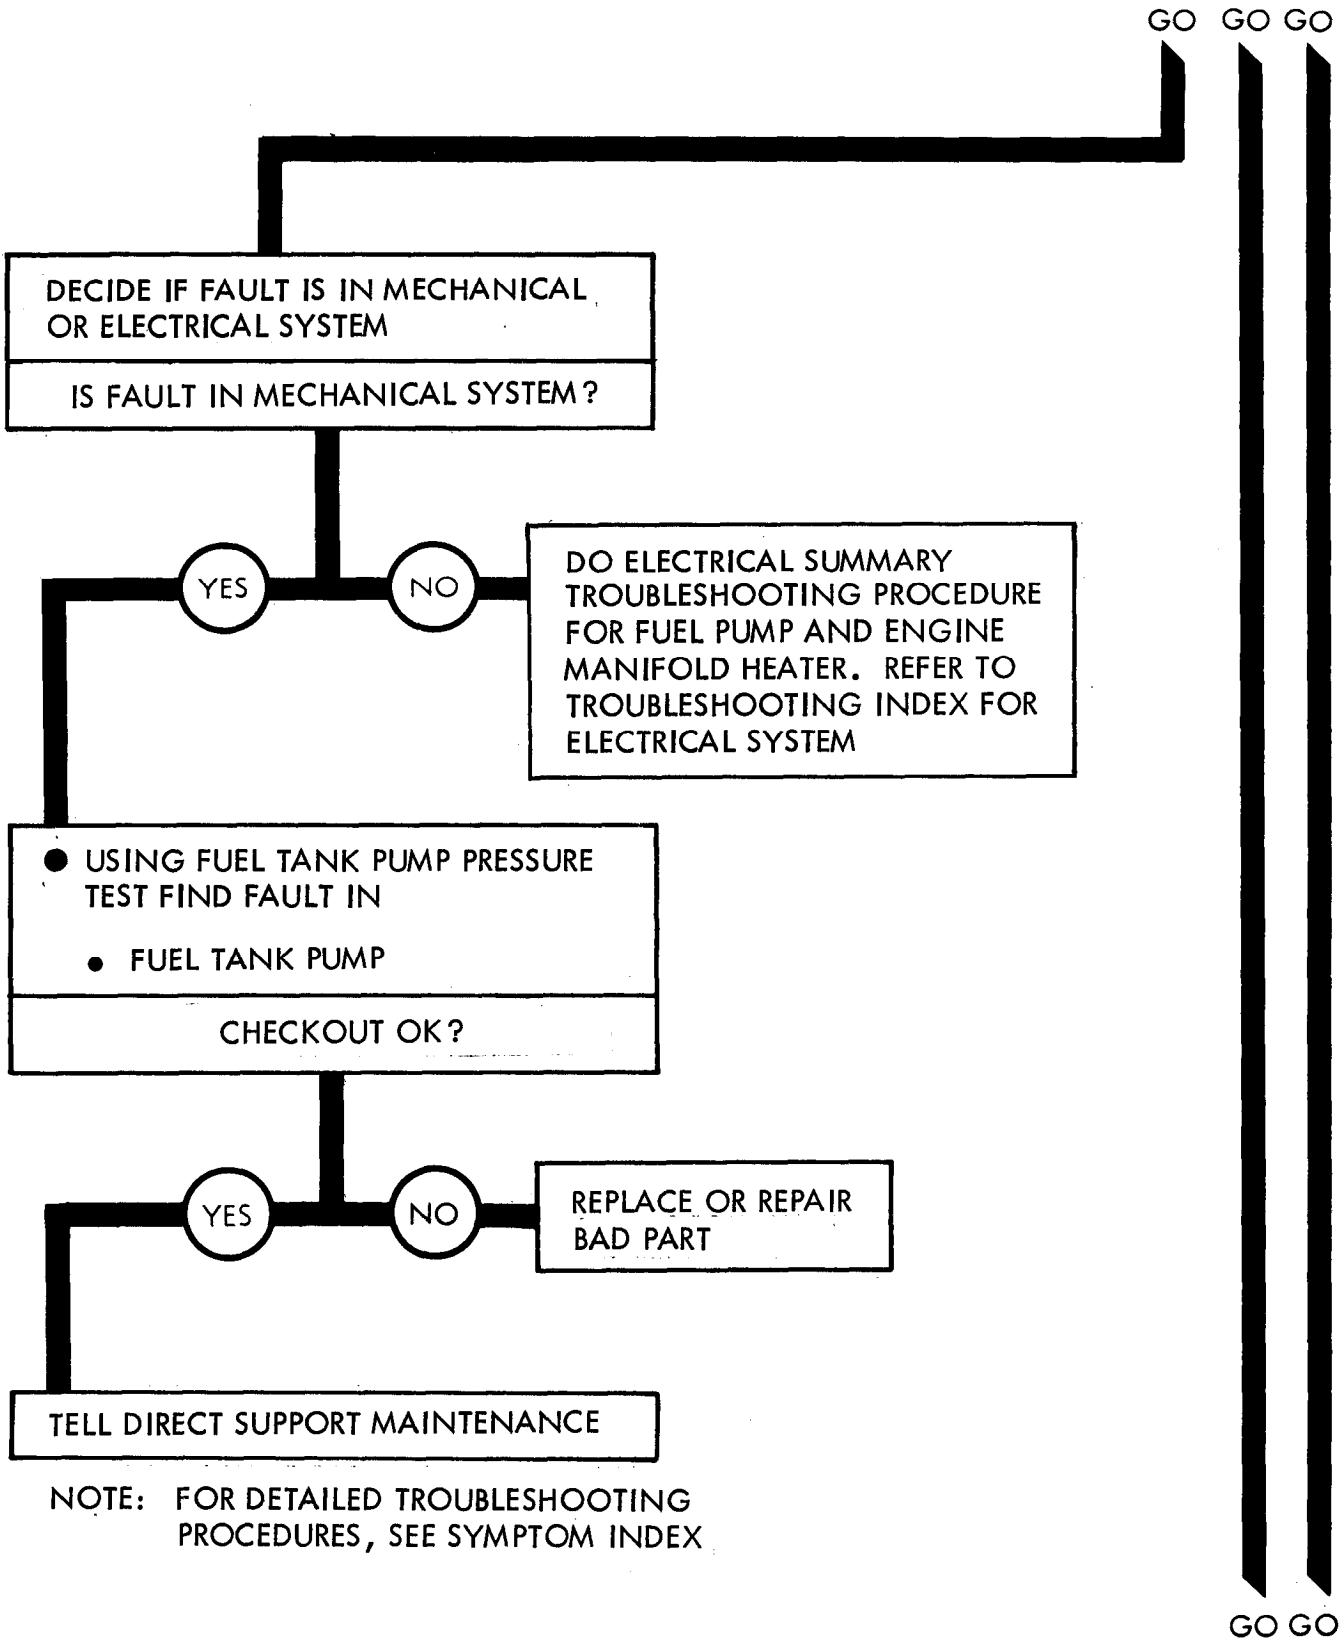 GO GO GO
DECIDE IF FAULT IS IN MECHANICAL
OR ELECTRICAL SYSTEM
IS FAULT IN MECHANICAL SYSTEM?
YES
NO
DO ELECTRICAL SUMMARY
TROUBLESHOOTING PROCEDURE
FOR FUEL PUMP AND ENGINE
MANIFOLD HEATER. REFER TO
TROUBLESHOOTING INDEX FOR
ELECTRICAL SYSTEM
● USING FUEL TANK PUMP PRESSURE
TEST FIND FAULT IN
● FUEL TANK PUMP
CHECKOUT OK?
YES
NO
REPLACE OR REPAIR
BAD PART
TELL DIRECT SUPPORT MAINTENANCE
NOTE: FOR DETAILED TROUBLESHOOTING
PROCEDURES, SEE SYMPTOM INDEX
GO GO